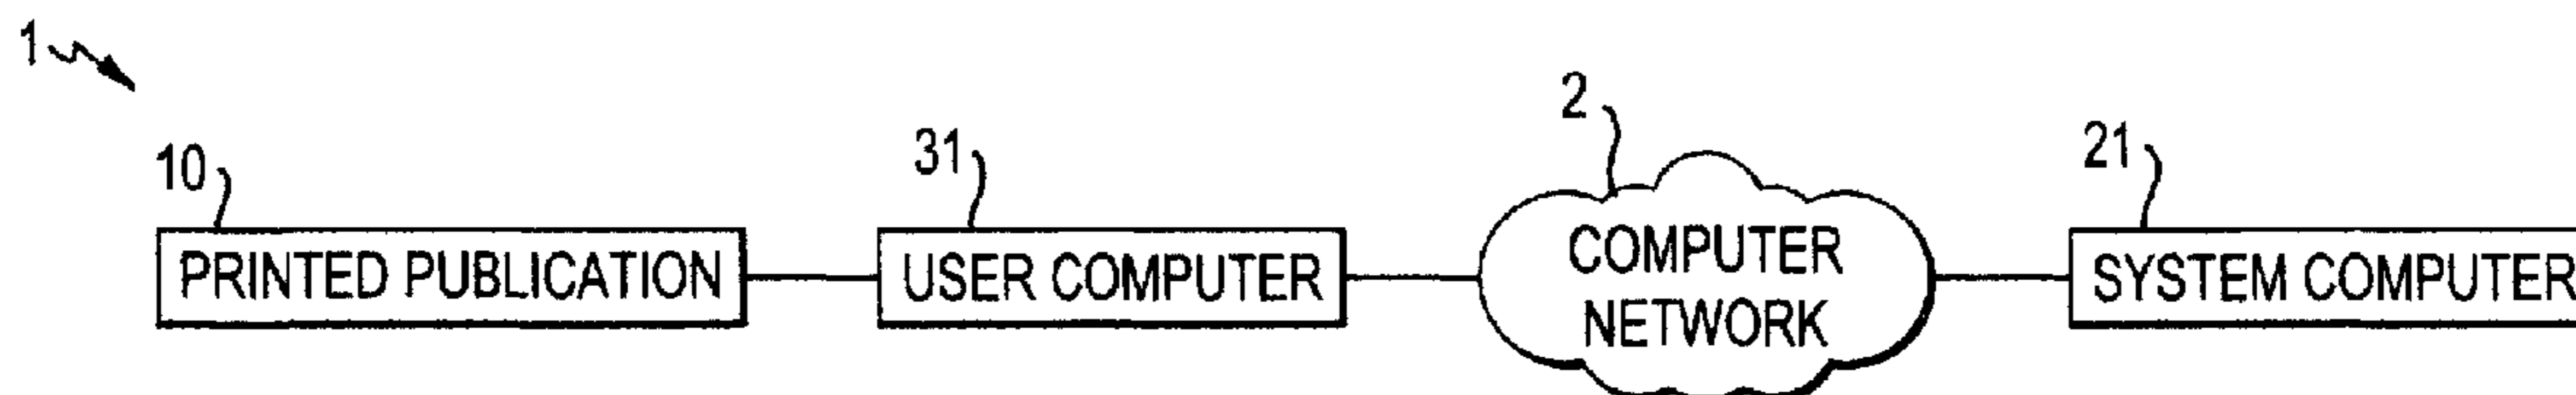 1
10
PRINTED PUBLICATION
31
USER COMPUTER
2
COMPUTER
NETWORK
21
SYSTEM COMPUTER